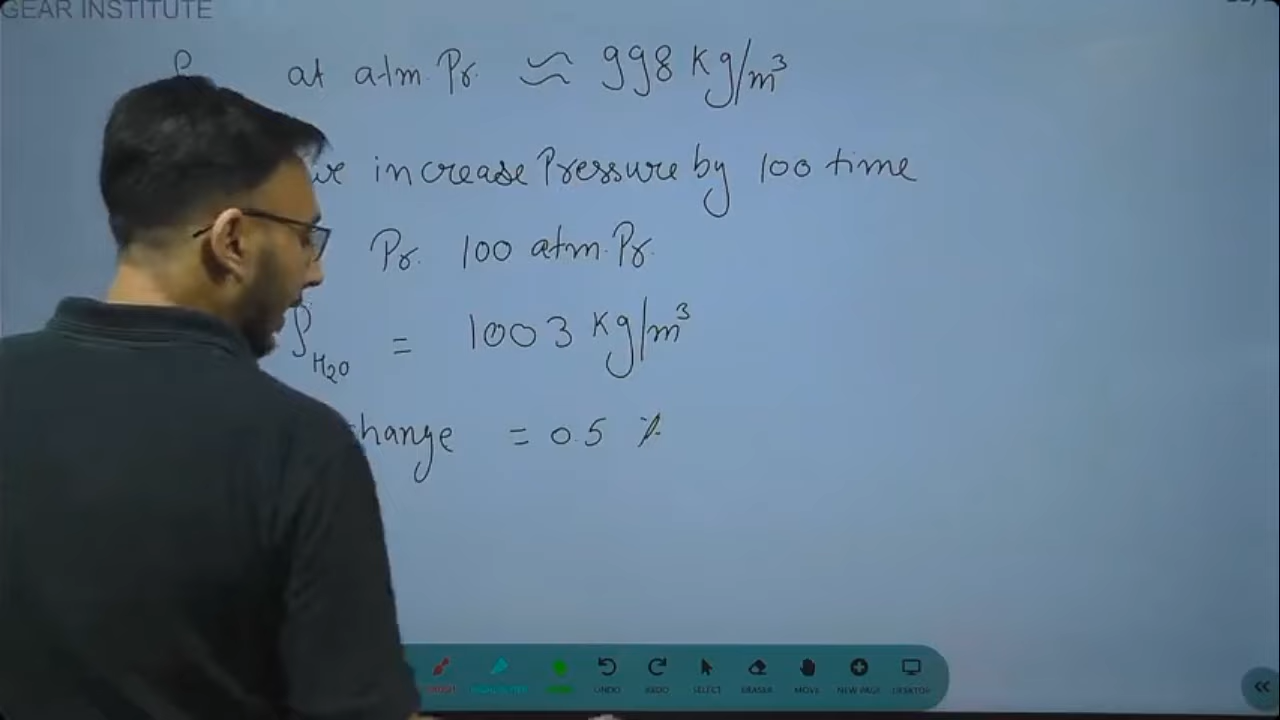 GEAR INSTITUTE
at atm. Pr. ≈ 998 Kg/m³
we increase Pressure by 100 time
Pr. 100 atm. Pr.
ρH₂O = 1003 Kg/m³
change = 0.5 %
UNDO REDO SELECT ERASER MOVE NEW PAGE DESKTOP